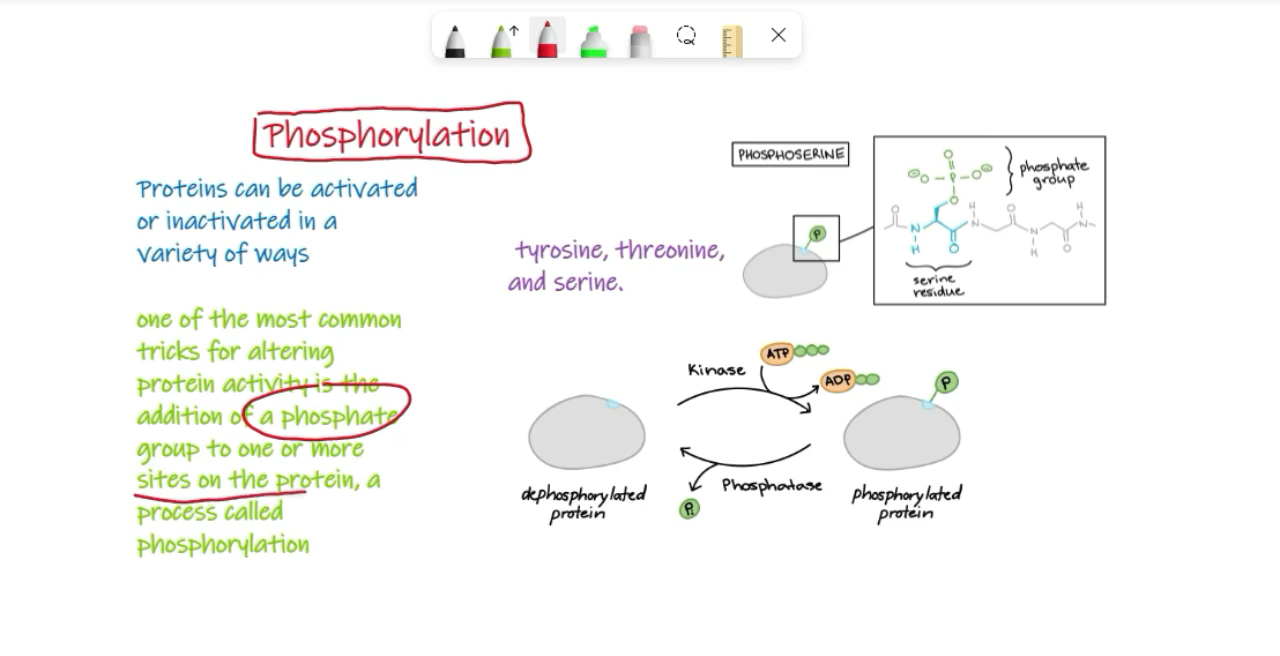 Phosphorylation
Proteins can be activated
or inactivated in a
variety of ways
one of the most common
tricks for altering
protein activity is the
addition of a phosphate
group to one or more
sites on the protein, a
process called
phosphorylation
tyrosine, threonine,
and serine.
PHOSPHOSERINE
P
O
⊖O-P-O⊖
O
phosphate
group
O
N
H
O
H
N
O
N
H
O
H
N
serine
residue
Kinase
ATP
ADP
P
dephosphorylated
protein
Phosphatase
Pi
phosphorylated
protein